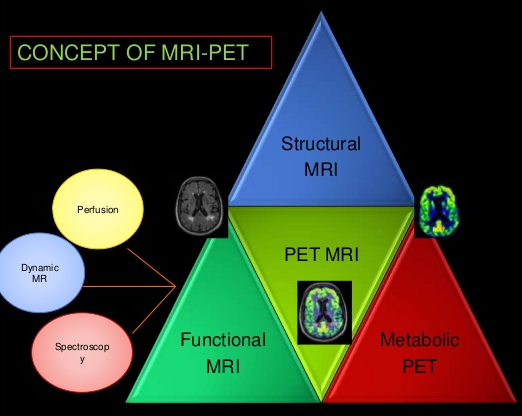 CONCEPT OF MRI-PET
Structural
MRI
Perfusion
PET MRI
Dynamic
MR
Functional
MRI
Metabolic
PET
Spectroscop
y